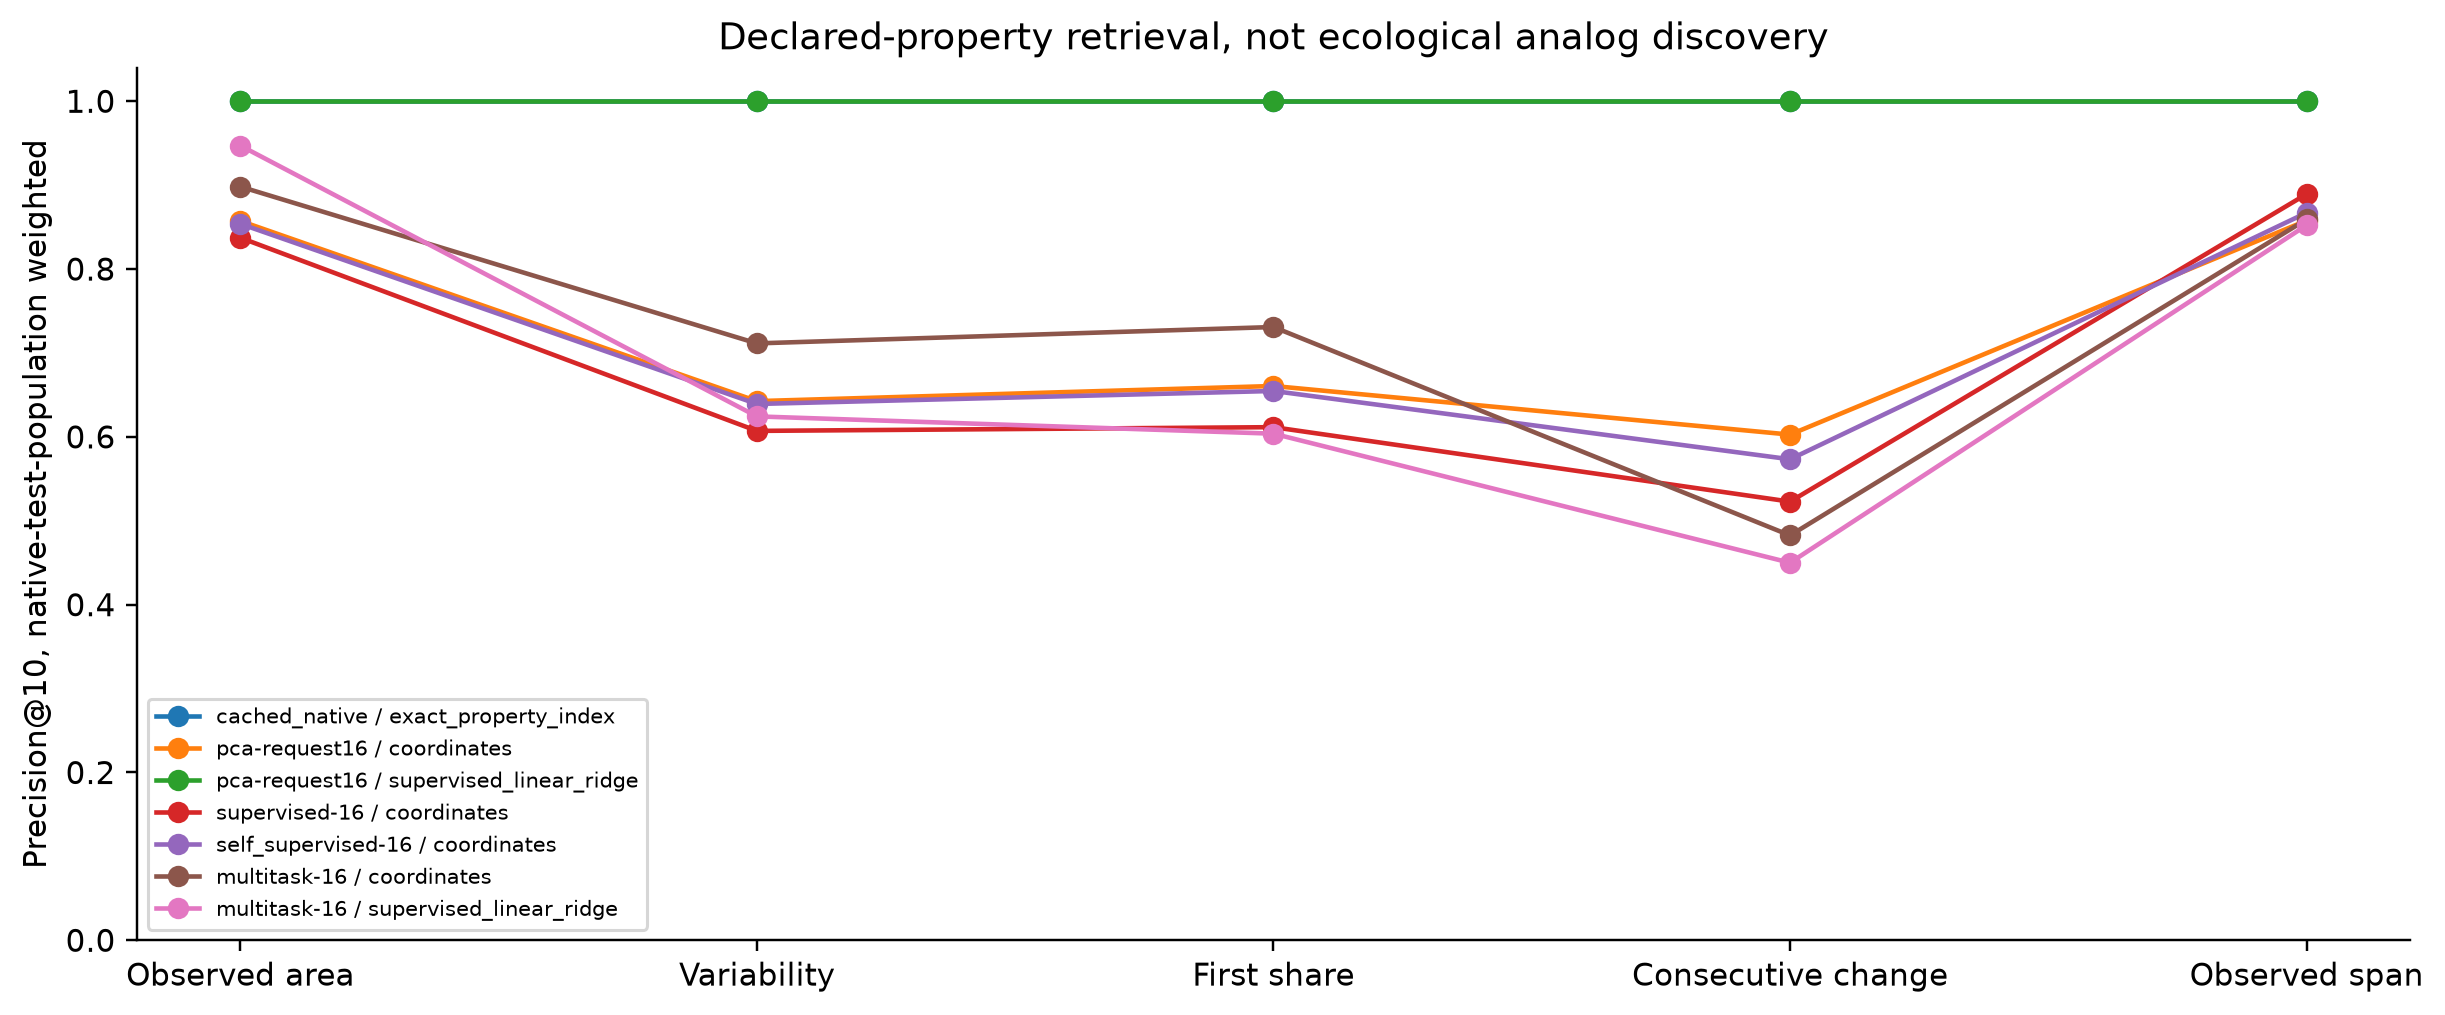 Declared-property retrieval, not ecological analog discovery
Precision@10, native-test-population weighted
1.0
0.8
0.6
0.4
0.2
0.0
cached_native / exact_property_index
pca-request16 / coordinates
pca-request16 / supervised_linear_ridge
supervised-16 / coordinates
self_supervised-16 / coordinates
multitask-16 / coordinates
multitask-16 / supervised_linear_ridge
Observed area
Variability
First share
Consecutive change
Observed span